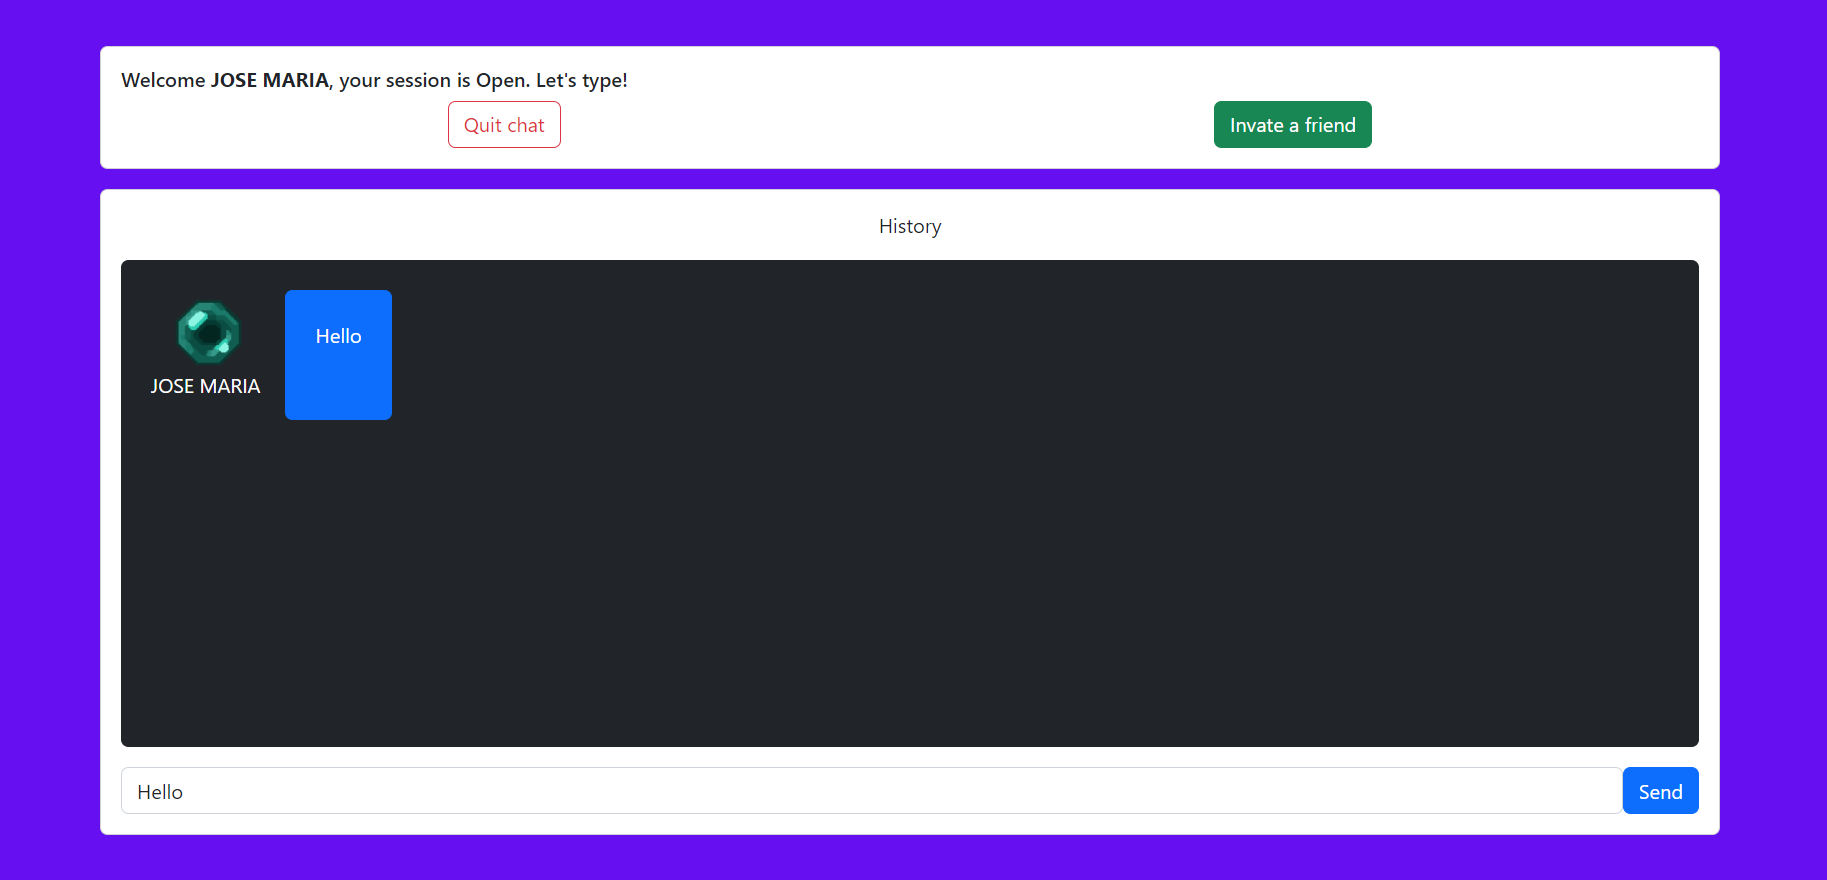 Welcome JOSE MARIA, your session is Open. Let's type!
Quit chat
Invate a friend
History
Hello
JOSE MARIA
Hello
Send